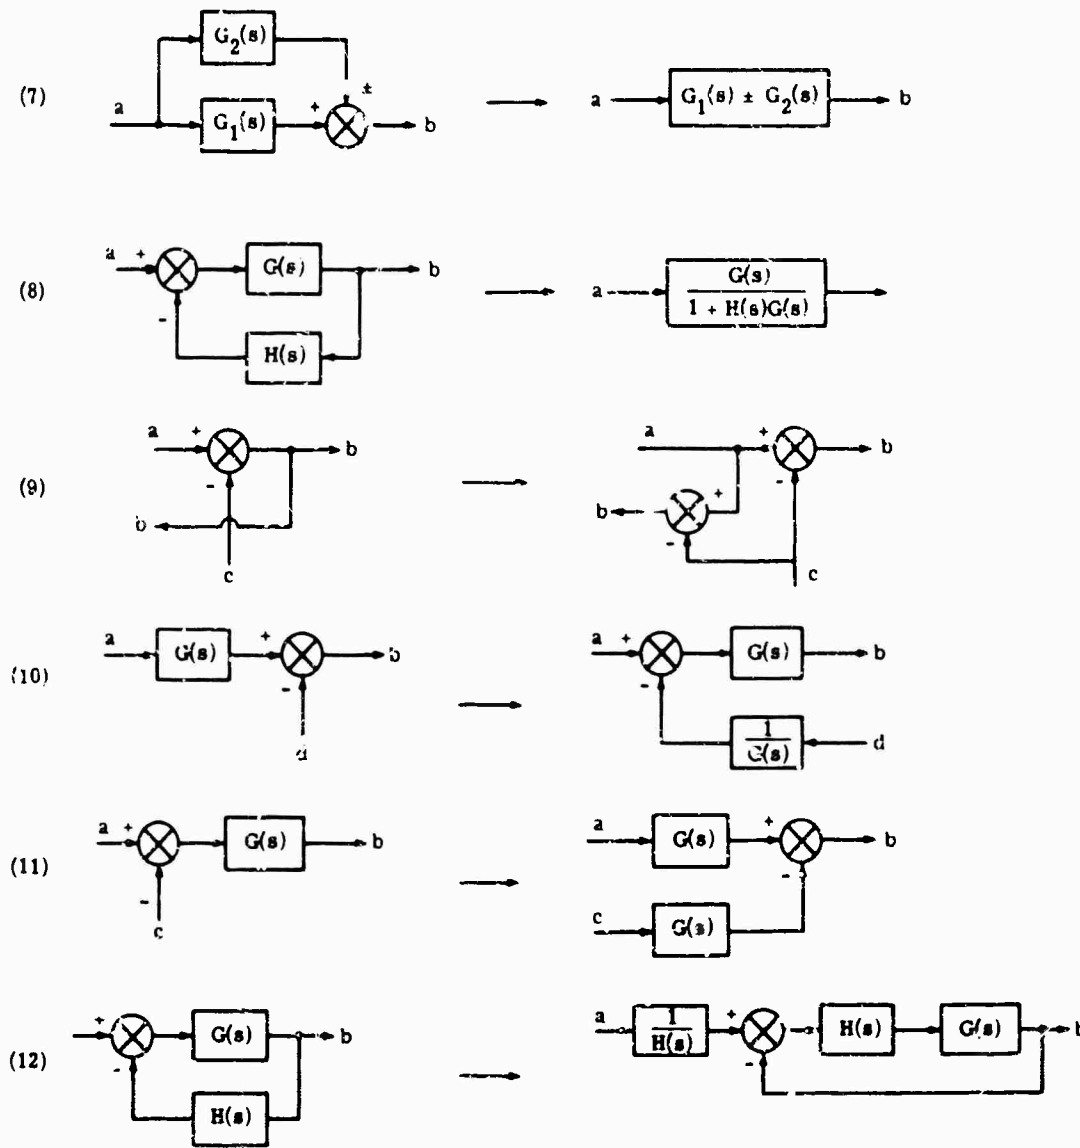 G2(s)
(7)
a
±
+
G1(s)
b
a
G1(s) ± G2(s)
b
a
+
G(s)
b
(8)
-
H(s)
a
G(s)
1 + H(s)G(s)
a
+
b
(9)
-
b
c
a
+
b
+
b
-
-
c
a
G(s)
+
b
(10)
-
d
a
+
G(s)
b
-
1
G(s)
d
a
+
G(s)
b
(11)
-
c
a
G(s)
+
b
-
c
G(s)
+
G(s)
b
(12)
-
H(s)
a
1
H(s)
+
H(s)
G(s)
b
-